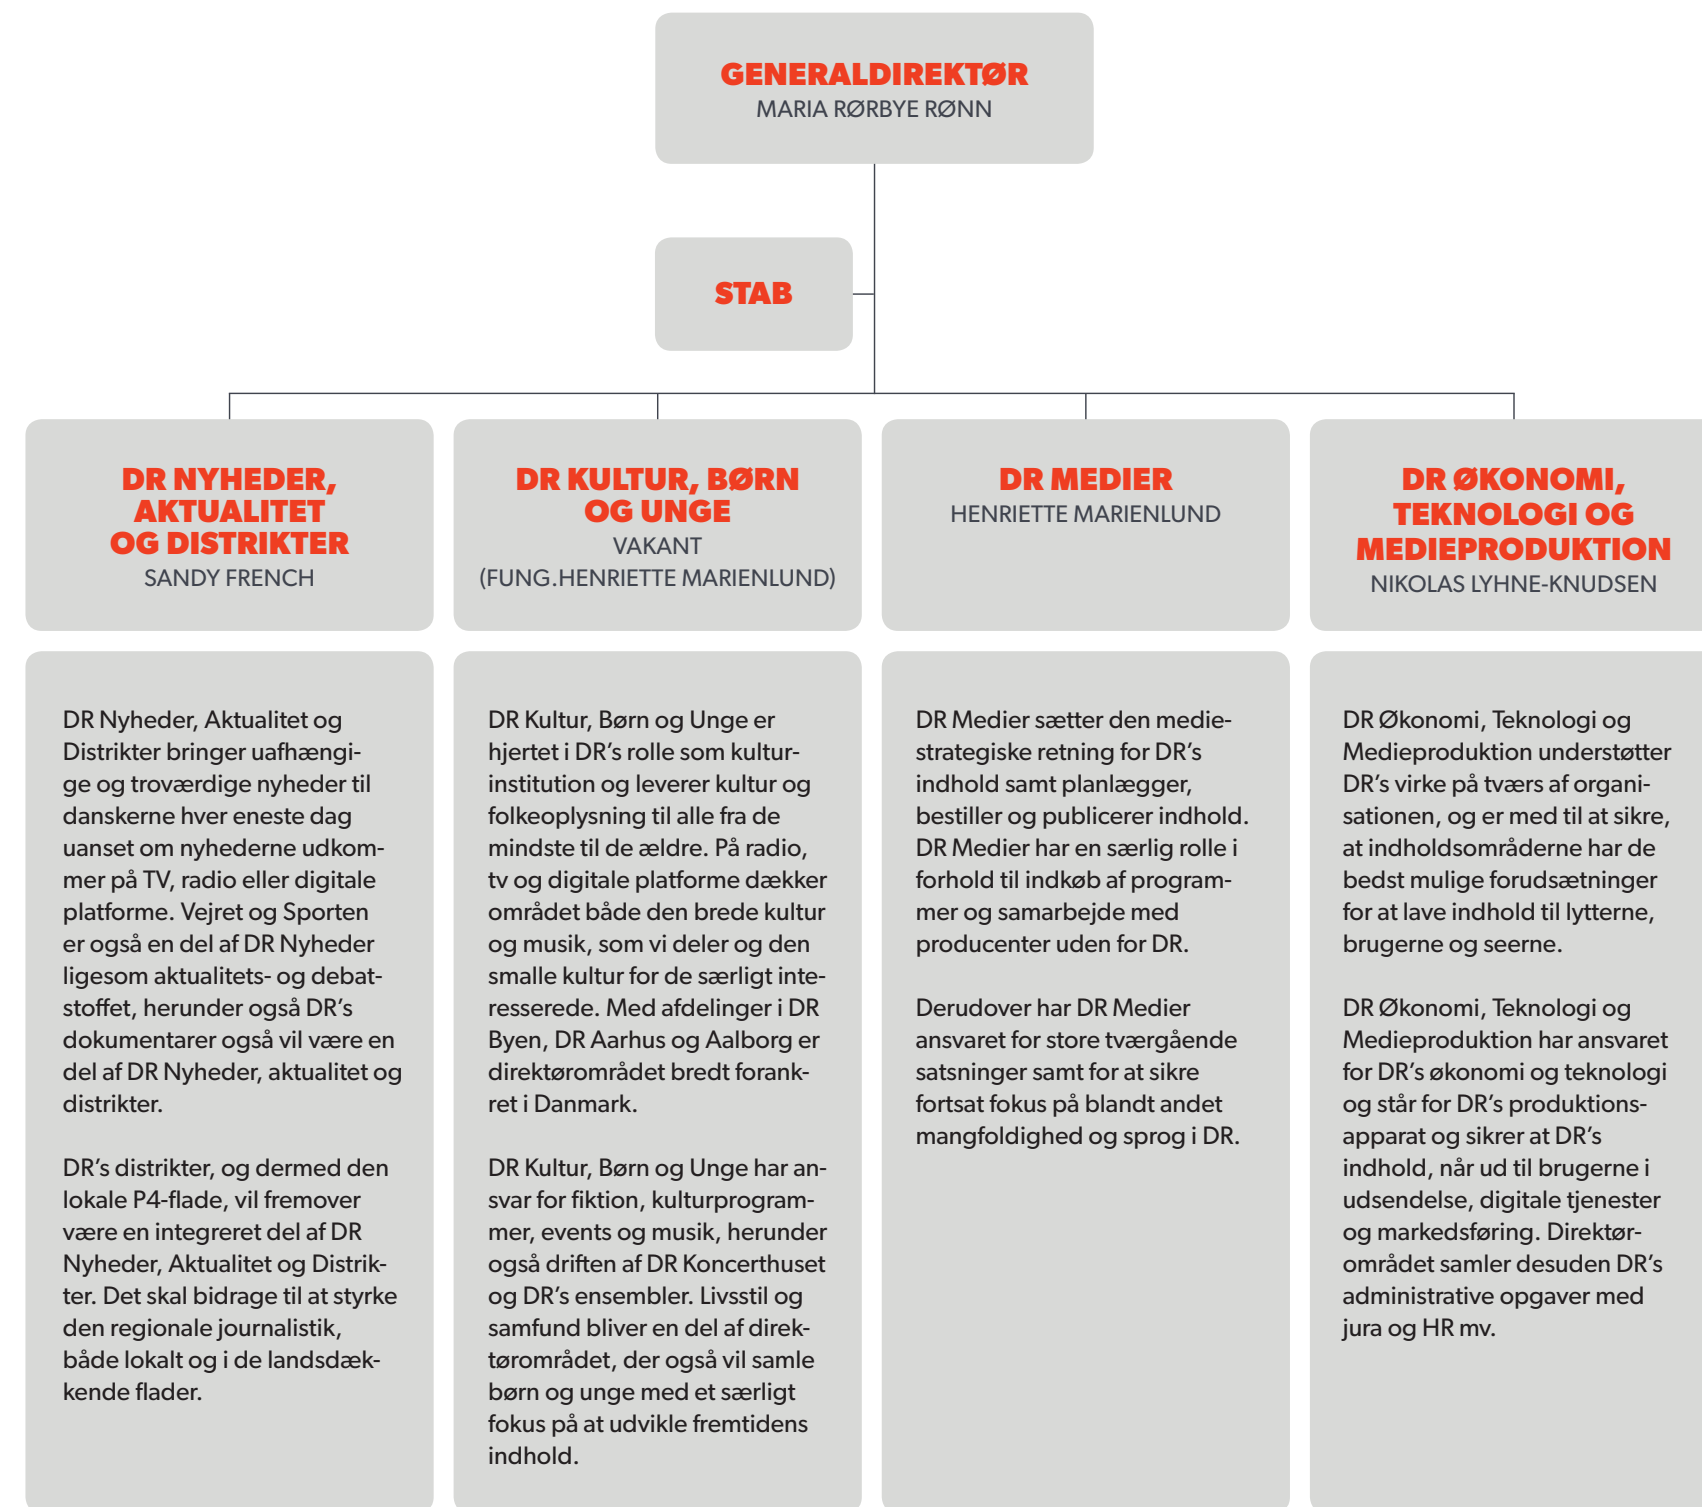 GENERALDIREKTØR
MARIA RØRBYE RØNN
STAB
DR NYHEDER,
AKTUALITET
OG DISTRIKTER
SANDY FRENCH
DR KULTUR, BØRN
OG UNGE
VAKANT
(FUNG.HENRIETTE MARIENLUND)
DR MEDIER
HENRIETTE MARIENLUND
DR ØKONOMI,
TEKNOLOGI OG
MEDIEPRODUKTION
NIKOLAS LYHNE-KNUDSEN
DR Nyheder, Aktualitet og
Distrikter bringer uafhængi-
ge og troværdige nyheder til
danskerne hver eneste dag
uanset om nyhederne udkom-
mer på TV, radio eller digitale
platforme. Vejret og Sporten
er også en del af DR Nyheder
ligesom aktualitets- og debat-
stoffet, herunder også DR’s
dokumentarer også vil være en
del af DR Nyheder, aktualitet og
distrikter.
DR’s distrikter, og dermed den
lokale P4-flade, vil fremover
være en integreret del af DR
Nyheder, Aktualitet og Distrik-
ter. Det skal bidrage til at styrke
den regionale journalistik,
både lokalt og i de landsdæk-
kende flader.
DR Kultur, Børn og Unge er
hjertet i DR’s rolle som kultur-
institution og leverer kultur og
folkeoplysning til alle fra de
mindste til de ældre. På radio,
tv og digitale platforme dækker
området både den brede kultur
og musik, som vi deler og den
smalle kultur for de særligt inte-
resserede. Med afdelinger i DR
Byen, DR Aarhus og Aalborg er
direktørområdet bredt forank-
ret i Danmark.
DR Kultur, Børn og Unge har an-
svar for fiktion, kulturprogram-
mer, events og musik, herunder
også driften af DR Koncerthuset
og DR’s ensembler. Livsstil og
samfund bliver en del af direk-
tørområdet, der også vil samle
børn og unge med et særligt
fokus på at udvikle fremtidens
indhold.
DR Medier sætter den medie-
strategiske retning for DR’s
indhold samt planlægger,
bestiller og publicerer indhold.
DR Medier har en særlig rolle i
forhold til indkøb af program-
mer og samarbejde med
producenter uden for DR.
Derudover har DR Medier
ansvaret for store tværgående
satsninger samt for at sikre
fortsat fokus på blandt andet
mangfoldighed og sprog i DR.
DR Økonomi, Teknologi og
Medieproduktion understøtter
DR’s virke på tværs af organi-
sationen, og er med til at sikre,
at indholdsområderne har de
bedst mulige forudsætninger
for at lave indhold til lytterne,
brugerne og seerne.
DR Økonomi, Teknologi og
Medieproduktion har ansvaret
for DR’s økonomi og teknologi
og står for DR’s produktions-
apparat og sikrer at DR’s
indhold, når ud til brugerne i
udsendelse, digitale tjenester
og markedsføring. Direktør-
området samler desuden DR’s
administrative opgaver med
jura og HR mv.